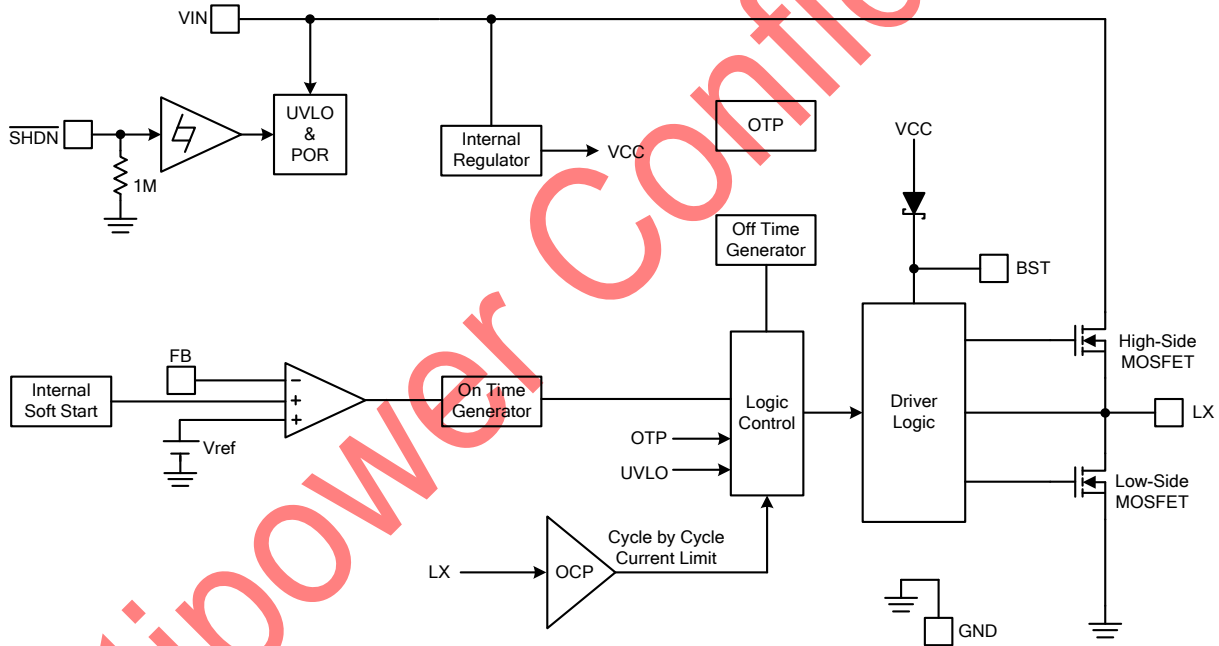 VIN
SHDN
1M
UVLO
&
POR
Internal
Regulator
VCC
OTP
VCC
Off Time
Generator
BST
FB
Internal
Soft Start
Vref
On Time
Generator
Logic
Control
Driver
Logic
High-Side
MOSFET
LX
OTP
UVLO
Low-Side
MOSFET
LX
OCP
Cycle by Cycle
Current Limit
GND